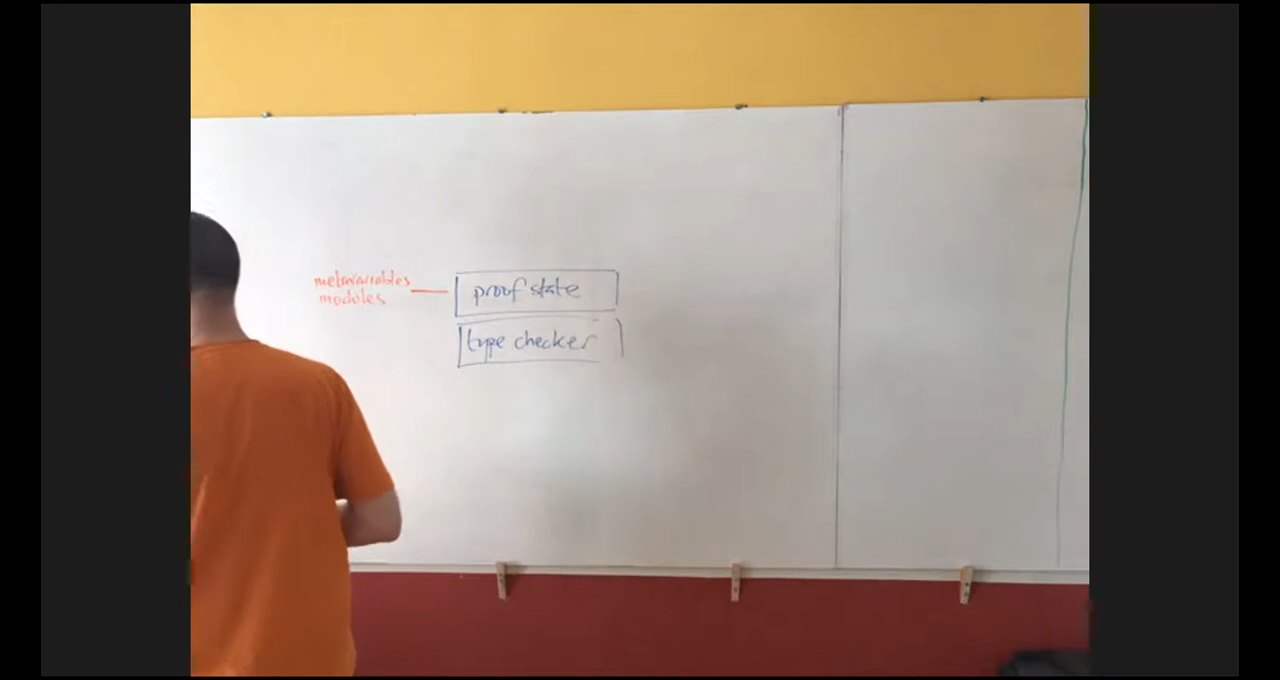 metavariables
modules
proof state
type checker